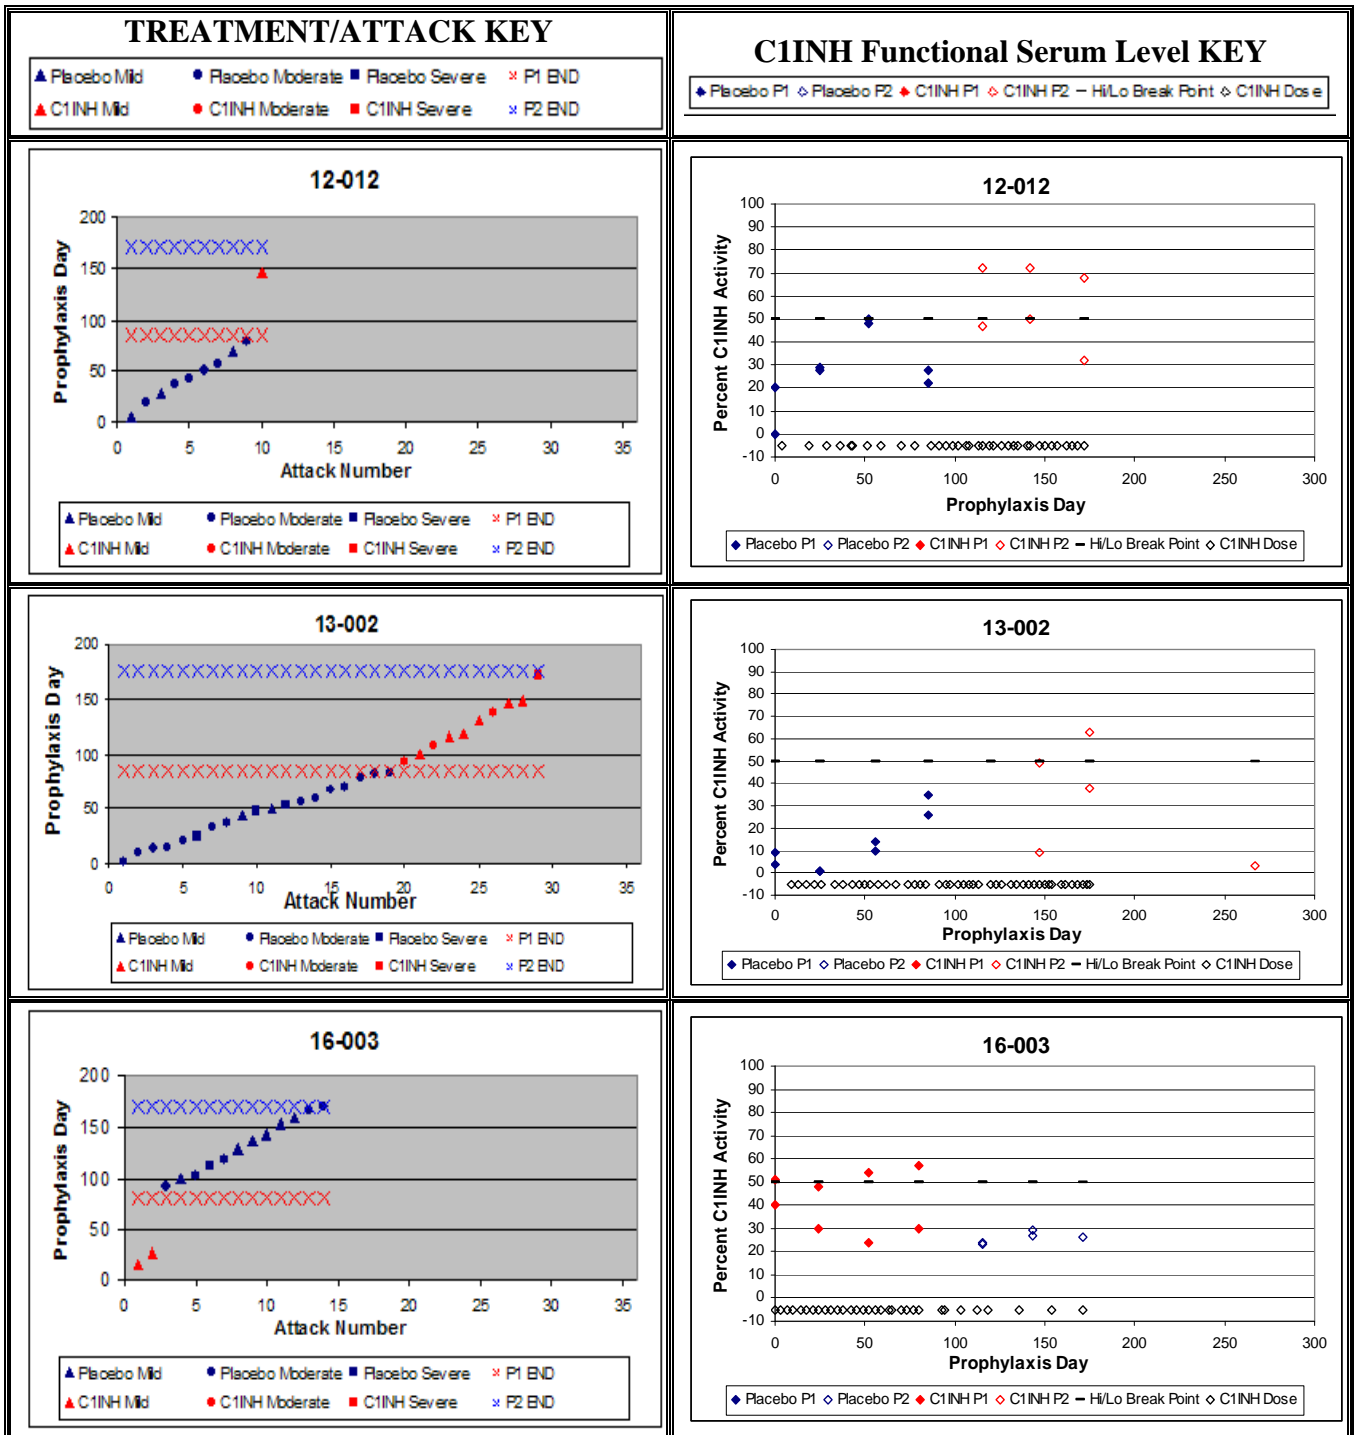 TREATMENT/ATTACK KEY
Placebo Mild Placebo Moderate Placebo Severe P1 END
C1INH Mild C1INH Moderate C1INH Severe P2 END
C1INH Functional Serum Level KEY
Placebo P1 Placebo P2 C1INH P1 C1INH P2 Hi/Lo Break Point C1INH Dose
12-012
200
150
100
50
0
Prophylaxis Day
0 5 10 15 20 25 30 35
Attack Number
Placebo Mild Placebo Moderate Placebo Severe P1 END
C1INH Mild C1INH Moderate C1INH Severe P2 END
12-012
100
90
80
70
60
50
40
30
20
10
0
-10
Percent C1INH Activity
0 50 100 150 200 250 300
Prophylaxis Day
Placebo P1 Placebo P2 C1INH P1 C1INH P2 Hi/Lo Break Point C1INH Dose
13-002
200
150
100
50
0
Prophylaxis Day
0 5 10 15 20 25 30 35
Attack Number
Placebo Mild Placebo Moderate Placebo Severe P1 END
C1INH Mild C1INH Moderate C1INH Severe P2 END
13-002
100
90
80
70
60
50
40
30
20
10
0
-10
Percent C1INH Activity
0 50 100 150 200 250 300
Prophylaxis Day
Placebo P1 Placebo P2 C1INH P1 C1INH P2 Hi/Lo Break Point C1INH Dose
16-003
200
150
100
50
0
Prophylaxis Day
0 5 10 15 20 25 30 35
Attack Number
Placebo Mild Placebo Moderate Placebo Severe P1 END
C1INH Mild C1INH Moderate C1INH Severe P2 END
16-003
100
90
80
70
60
50
40
30
20
10
0
-10
Percent C1INH Activity
0 50 100 150 200 250 300
Prophylaxis Day
Placebo P1 Placebo P2 C1INH P1 C1INH P2 Hi/Lo Break Point C1INH Dose